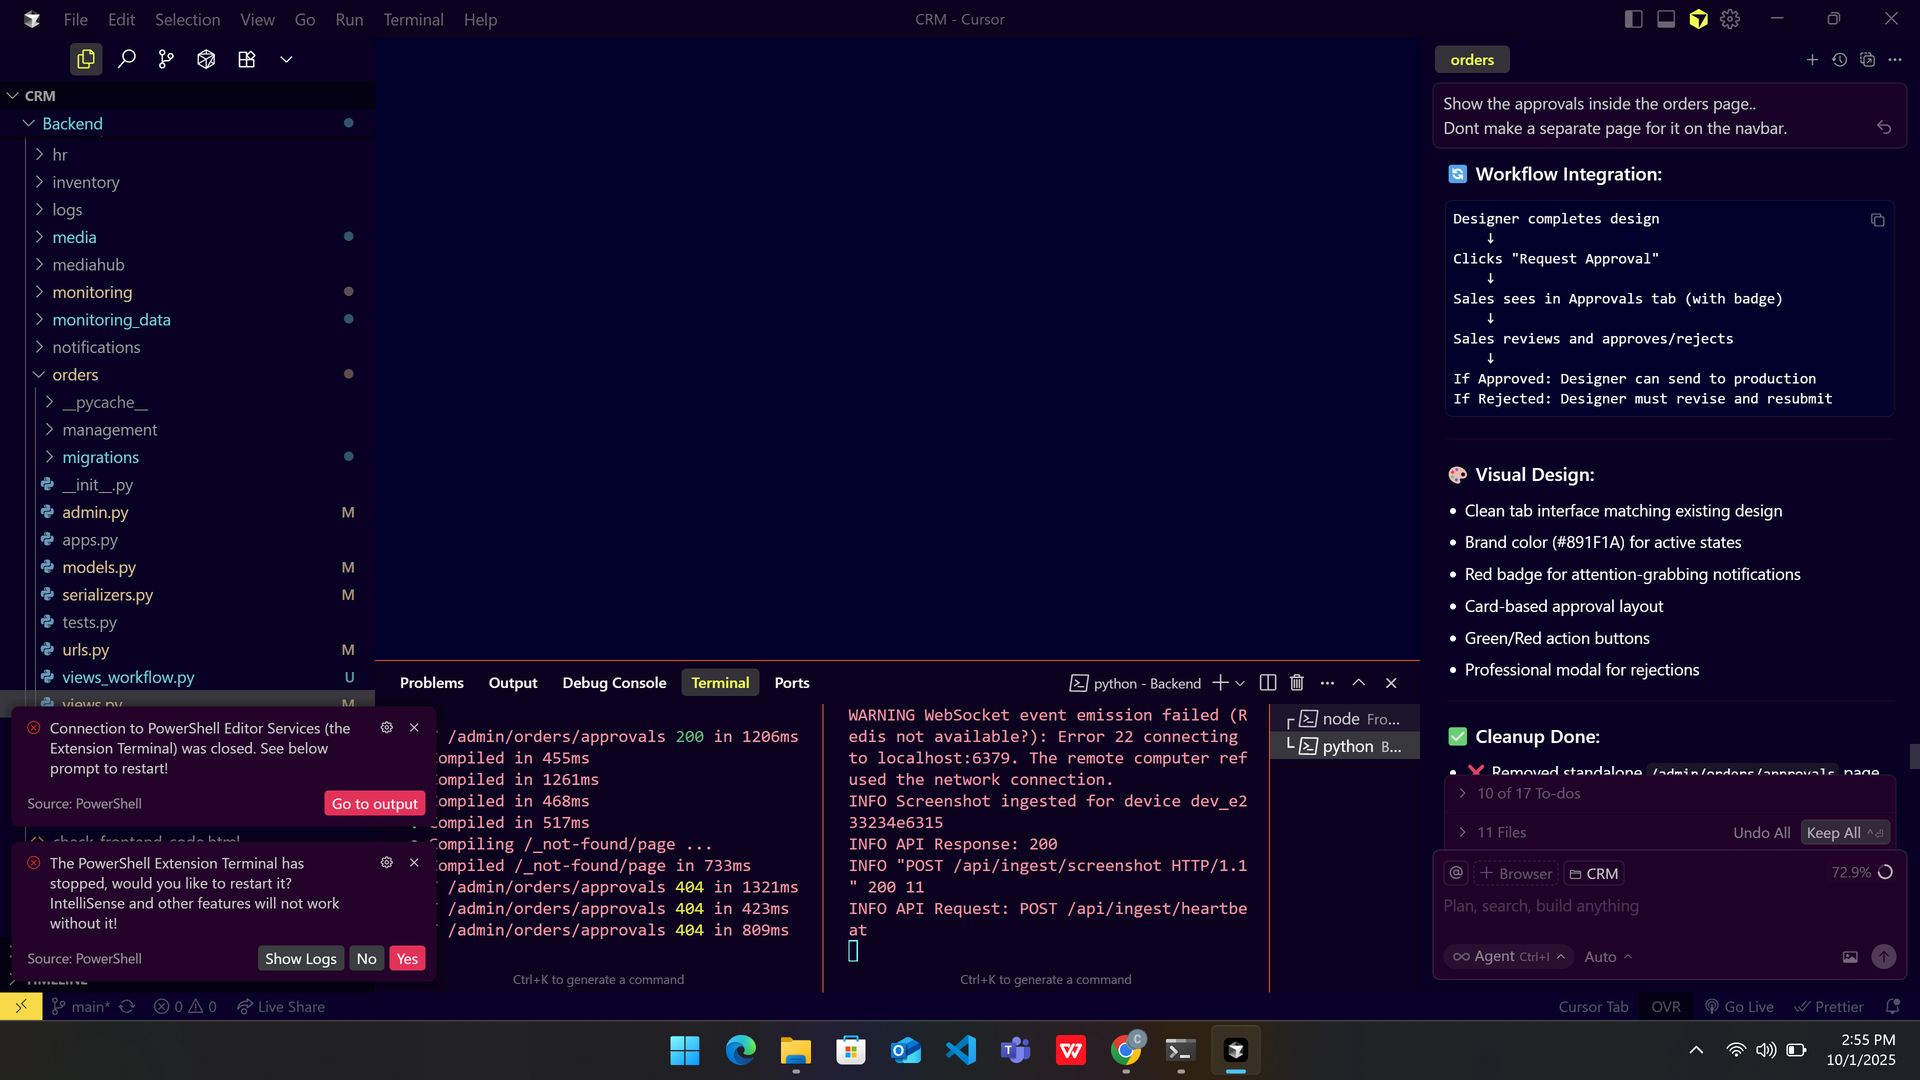 File Edit Selection View Go Run Terminal Help
CRM - Cursor
CRM
Backend
hr
inventory
logs
media
mediahub
monitoring
monitoring_data
notifications
orders
__pycache__
management
migrations
__init__.py
admin.py M
apps.py
models.py M
serializers.py M
tests.py
urls.py M
views_workflow.py U
views.py
Connection to PowerShell Editor Services (the
Extension Terminal) was closed. See below
prompt to restart!
Source: PowerShell
Go to output
check_frontend_code.html
The PowerShell Extension Terminal has
stopped, would you like to restart it?
IntelliSense and other features will not work
without it!
Source: PowerShell
Show Logs No Yes
TIMELINE
Problems Output Debug Console Terminal Ports
python - Backend
/admin/orders/approvals 200 in 1206ms
ompiled in 455ms
ompiled in 1261ms
ompiled in 468ms
ompiled in 517ms
ompiling /_not-found/page ...
ompiled /_not-found/page in 733ms
/admin/orders/approvals 404 in 1321ms
/admin/orders/approvals 404 in 423ms
/admin/orders/approvals 404 in 809ms
Ctrl+K to generate a command
WARNING WebSocket event emission failed (R
edis not available?): Error 22 connecting
to localhost:6379. The remote computer ref
used the network connection.
INFO Screenshot ingested for device dev_e2
33234e6315
INFO API Response: 200
INFO "POST /api/ingest/screenshot HTTP/1.1
" 200 11
INFO API Request: POST /api/ingest/heartbe
at
Ctrl+K to generate a command
node Fro...
python B...
orders
Show the approvals inside the orders page..
Dont make a separate page for it on the navbar.
Workflow Integration:
Designer completes design
↓
Clicks "Request Approval"
↓
Sales sees in Approvals tab (with badge)
↓
Sales reviews and approves/rejects
↓
If Approved: Designer can send to production
If Rejected: Designer must revise and resubmit
Visual Design:
• Clean tab interface matching existing design
• Brand color (#891F1A) for active states
• Red badge for attention-grabbing notifications
• Card-based approval layout
• Green/Red action buttons
• Professional modal for rejections
Cleanup Done:
• ❌ Removed standalone /admin/orders/approvals page
10 of 17 To-dos
11 Files Undo All Keep All
@ + Browser CRM 72.9%
Plan, search, build anything
Agent Ctrl+I Auto
main* 0 0 Live Share
Cursor Tab OVR Go Live Prettier
2:55 PM
10/1/2025